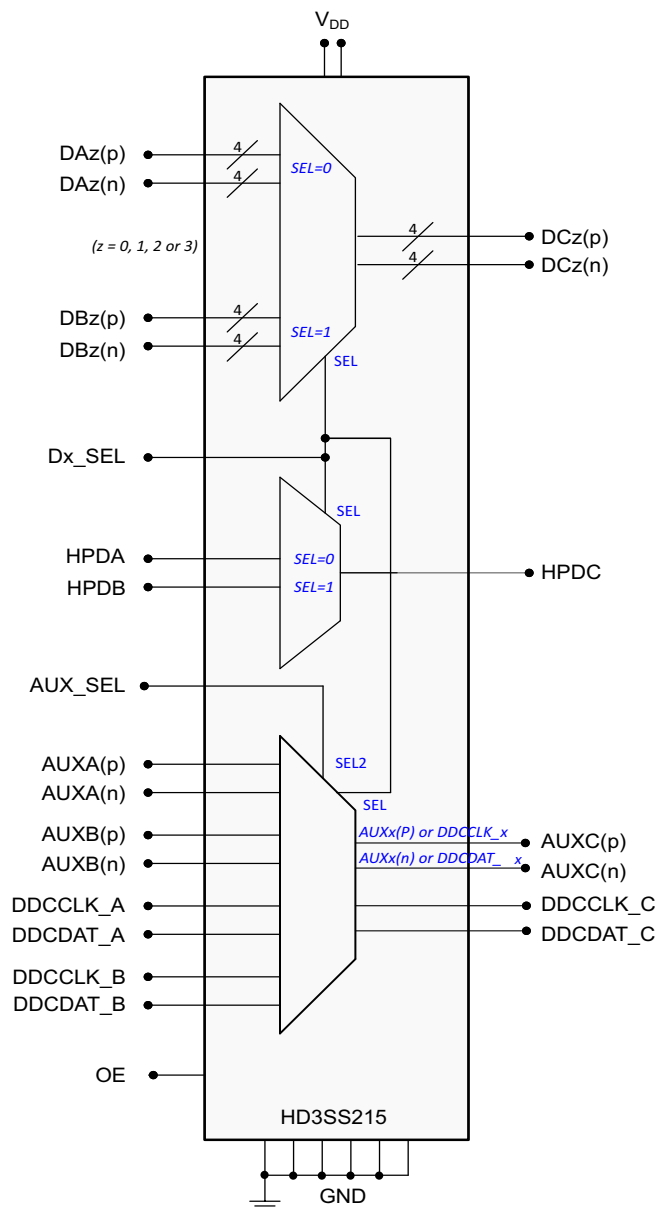 VDD
4
DAz(p)
SEL=0
4
DAz(n)
4
DCz(p)
(z = 0, 1, 2 or 3)
4
DCz(n)
4
DBz(p)
SEL=1
4
DBz(n)
SEL
Dx_SEL
SEL
HPDA
SEL=0
HPDC
HPDB
SEL=1
AUX_SEL
SEL2
AUXA(p)
AUXA(n)
SEL
AUXB(p)
AUXx(P) or DDCCLK_x
AUXC(p)
AUXB(n)
AUXx(n) or DDCDAT_ x
AUXC(n)
DDCCLK_A
DDCCLK_C
DDCDAT_A
DDCDAT_C
DDCCLK_B
DDCDAT_B
OE
HD3SS215
GND